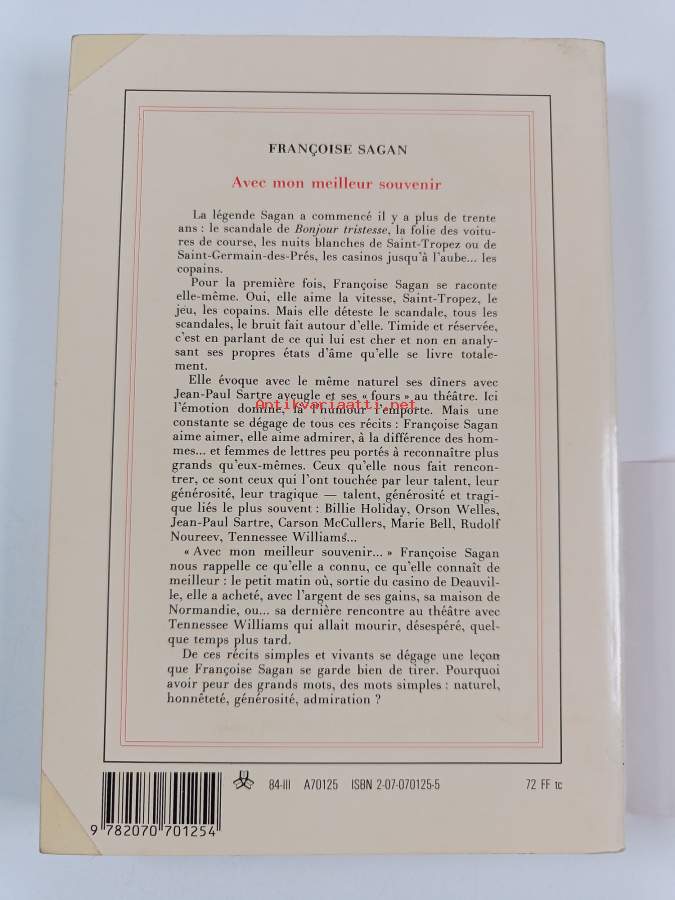 FRANÇOISE SAGAN
Avec mon meilleur souvenir
La légende Sagan a commencé il y a plus de trente
ans : le scandale de Bonjour tristesse, la folie des voitu-
res de course, les nuits blanches de Saint-Tropez ou de
Saint-Germain-des-Prés, les casinos jusqu'à l'aube... les
copains.
Pour la première fois, Françoise Sagan se raconte
elle-même. Oui, elle aime la vitesse, Saint-Tropez, le
jeu, les copains. Mais elle déteste le scandale, tous les
scandales, le bruit fait autour d'elle. Timide et réservée,
c'est en parlant de ce qui lui est cher et non en analy-
sant ses propres états d'âme qu'elle se livre totale-
ment.
Elle évoque avec le même naturel ses dîners avec
Jean-Paul Sartre aveugle et ses « fours » au théâtre. Ici
Antikvariaatti.net
l'émotion domine, là l'humour l'emporte. Mais une
constante se dégage de tous ces récits : Françoise Sagan
aime aimer, elle aime admirer, à la différence des hom-
mes... et femmes de lettres peu portés à reconnaître plus
grands qu'eux-mêmes. Ceux qu'elle nous fait rencon-
trer, ce sont ceux qui l'ont touchée par leur talent, leur
générosité, leur tragique — talent, générosité et tragi-
que liés le plus souvent : Billie Holiday, Orson Welles,
Jean-Paul Sartre, Carson McCullers, Marie Bell, Rudolf
Noureev, Tennessee Williams...
« Avec mon meilleur souvenir... » Françoise Sagan
nous rappelle ce qu'elle a connu, ce qu'elle connaît de
meilleur : le petit matin où, sortie du casino de Deauvil-
le, elle a acheté, avec l'argent de ses gains, sa maison de
Normandie, ou... sa dernière rencontre au théâtre avec
Tennessee Williams qui allait mourir, désespéré, quel-
que temps plus tard.
De ces récits simples et vivants se dégage une leçon
que Françoise Sagan se garde bien de tirer. Pourquoi
avoir peur des grands mots, des mots simples : naturel,
honnêteté, générosité, admiration ?
84-III A70125 ISBN 2-07-070125-5 72 FF tc
9 782070 701254